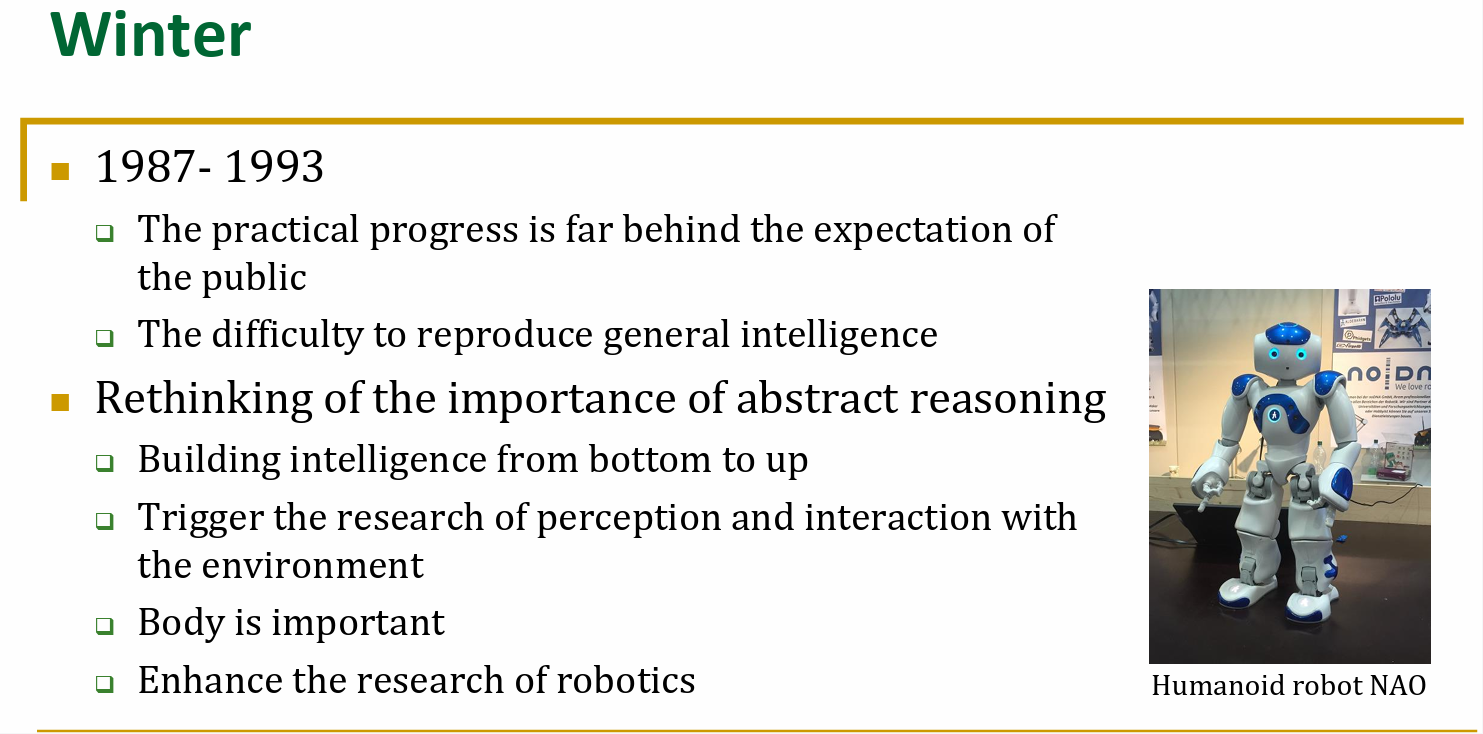 Winter
1987- 1993
The practical progress is far behind the expectation of
the public
The difficulty to reproduce general intelligence
Rethinking of the importance of abstract reasoning
Building intelligence from bottom to up
Trigger the research of perception and interaction with
the environment
Body is important
Enhance the research of robotics
Pololu
We love
Humanoid robot NAO